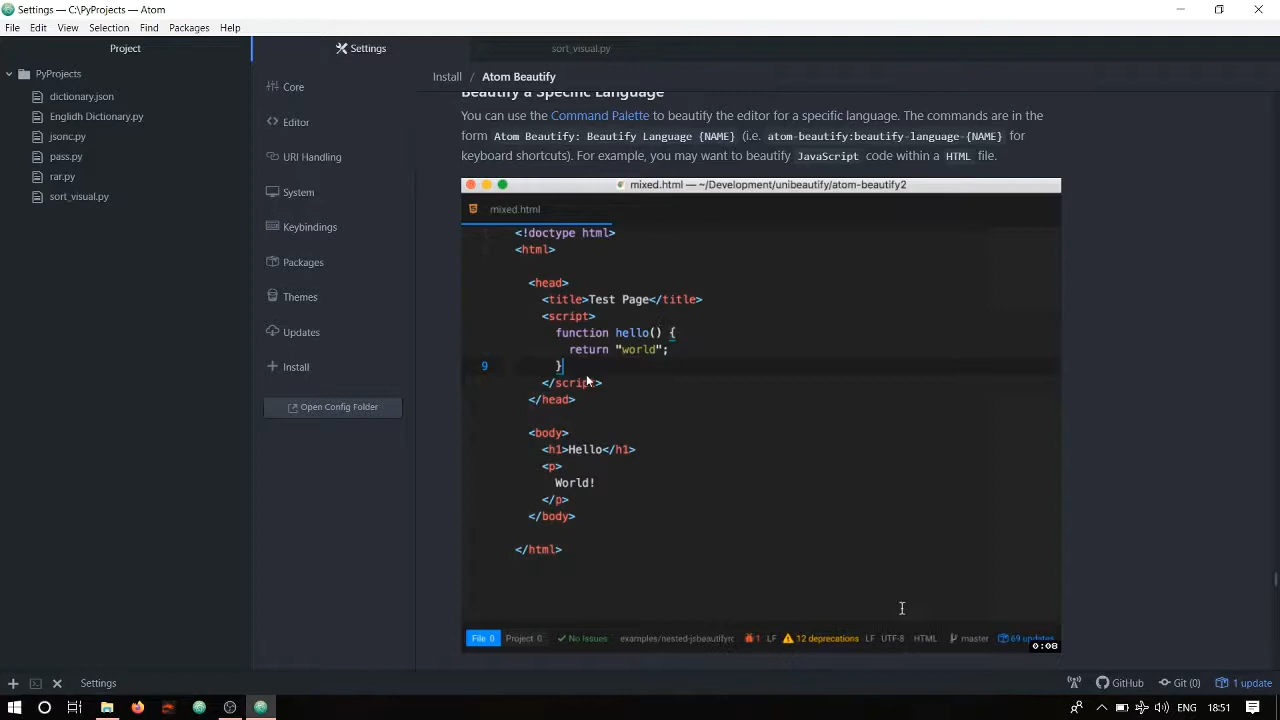 Settings — C:\PyProjects — Atom
File Edit View Selection Find Packages Help
Project
Settings
sort_visual.py
PyProjects
dictionary.json
Englidh Dictionary.py
jsonc.py
pass.py
rar.py
sort_visual.py
Core
Editor
URI Handling
System
Keybindings
Packages
Themes
Updates
Install
Open Config Folder
Install / Atom Beautify
Beautify a Specific Language
You can use the Command Palette to beautify the editor for a specific language. The commands are in the
form Atom Beautify: Beautify Language {NAME} (i.e. atom-beautify:beautify-language-{NAME} for
keyboard shortcuts). For example, you may want to beautify JavaScript code within a HTML file.
mixed.html — ~/Development/unibeautify/atom-beautify2
mixed.html
<!doctype html>
<html>
<head>
<title>Test Page</title>
<script>
function hello() {
return "world";
9 }
</script>
</head>
<body>
<h1>Hello</h1>
<p>
World!
</p>
</body>
</html>
File 0 Project 0 No Issues examples/nested-jsbeautifyrc 1 LF 12 deprecations LF UTF-8 HTML master 69 updates
0:08
Settings
GitHub Git (0) 1 update
ENG 18:51